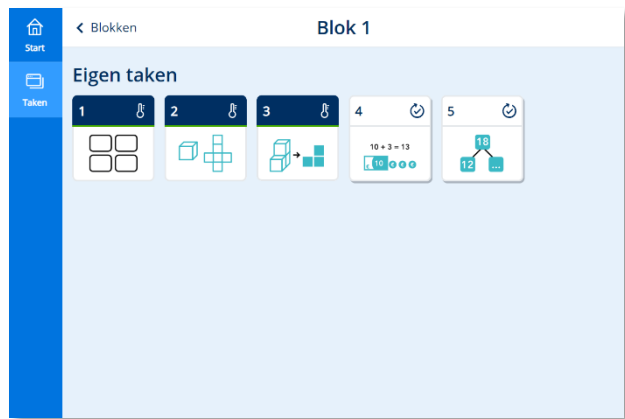 Start
Taken
Blokken
Blok 1
Eigen taken
1
2
3
4
10 + 3 = 13
10 € € €
5
18
12 ...